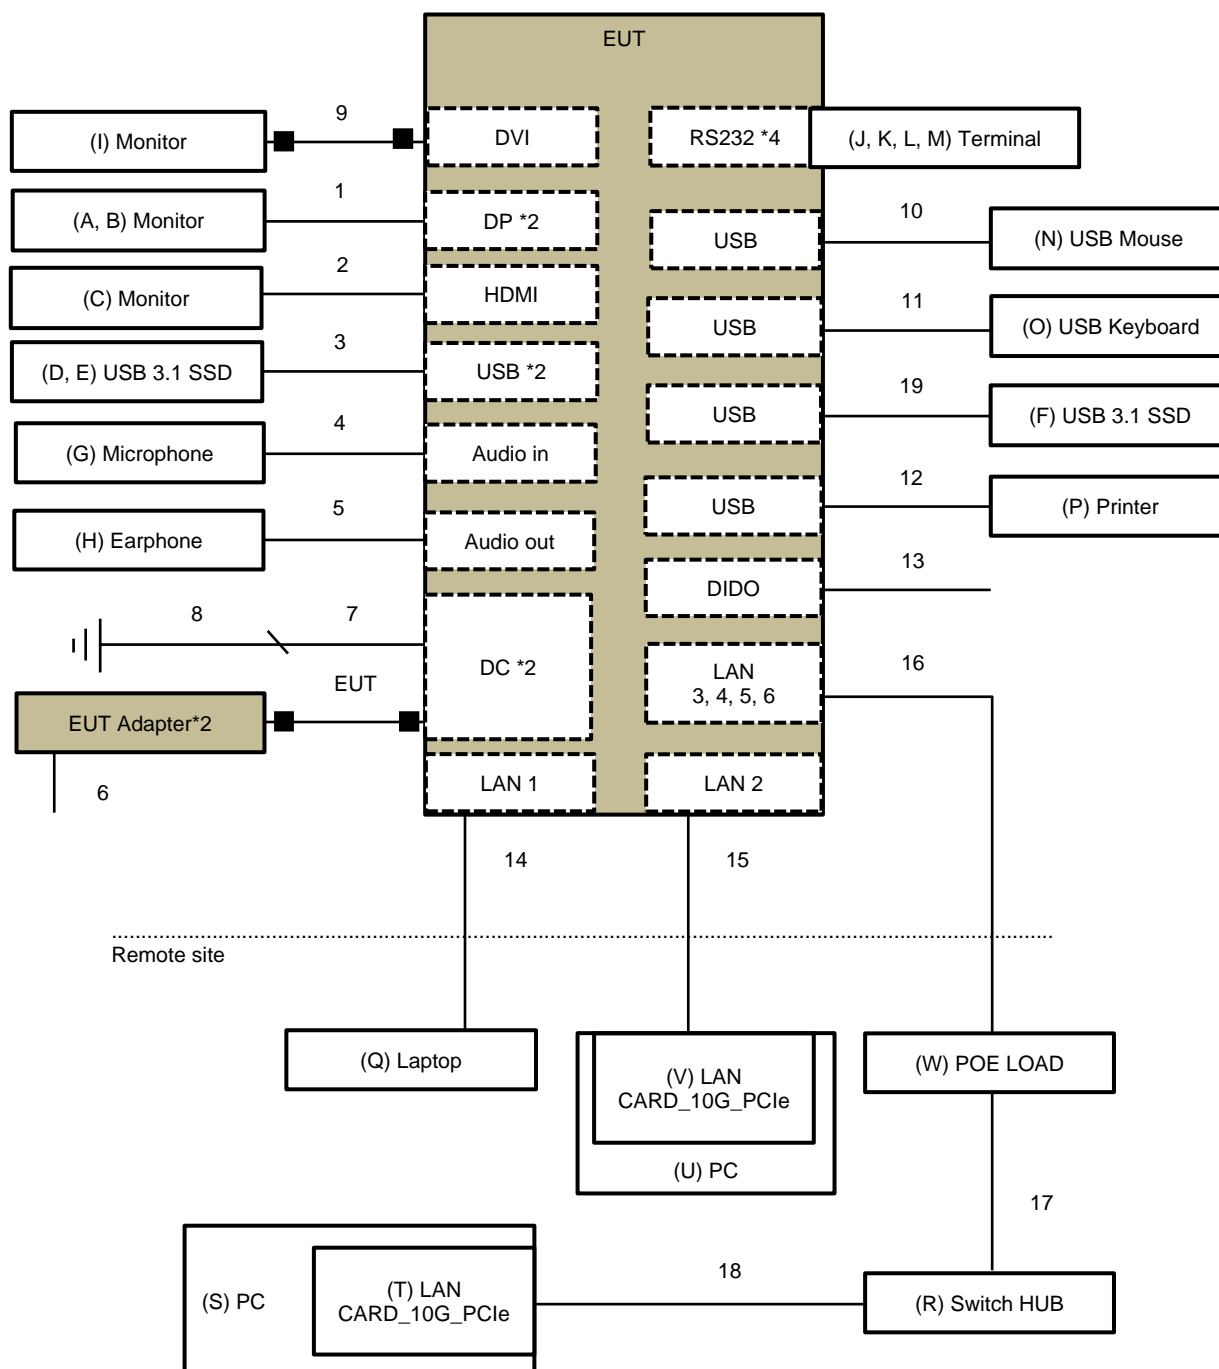 EUT
9
(I) Monitor
DVI
RS232 *4
(J, K, L, M) Terminal
1
10
(A, B) Monitor
DP *2
USB
(N) USB Mouse
2
11
(C) Monitor
HDMI
USB
(O) USB Keyboard
3
19
(D, E) USB 3.1 SSD
USB *2
USB
(F) USB 3.1 SSD
4
12
(G) Microphone
Audio in
USB
(P) Printer
5
13
(H) Earphone
Audio out
DIDO
8
7
16
DC *2
LAN
3, 4, 5, 6
EUT
EUT Adapter*2
6
LAN 1
LAN 2
14
15
Remote site
(Q) Laptop
(V) LAN
CARD_10G_PCIe
(U) PC
(W) POE LOAD
17
18
(S) PC
(T) LAN
CARD_10G_PCIe
(R) Switch HUB